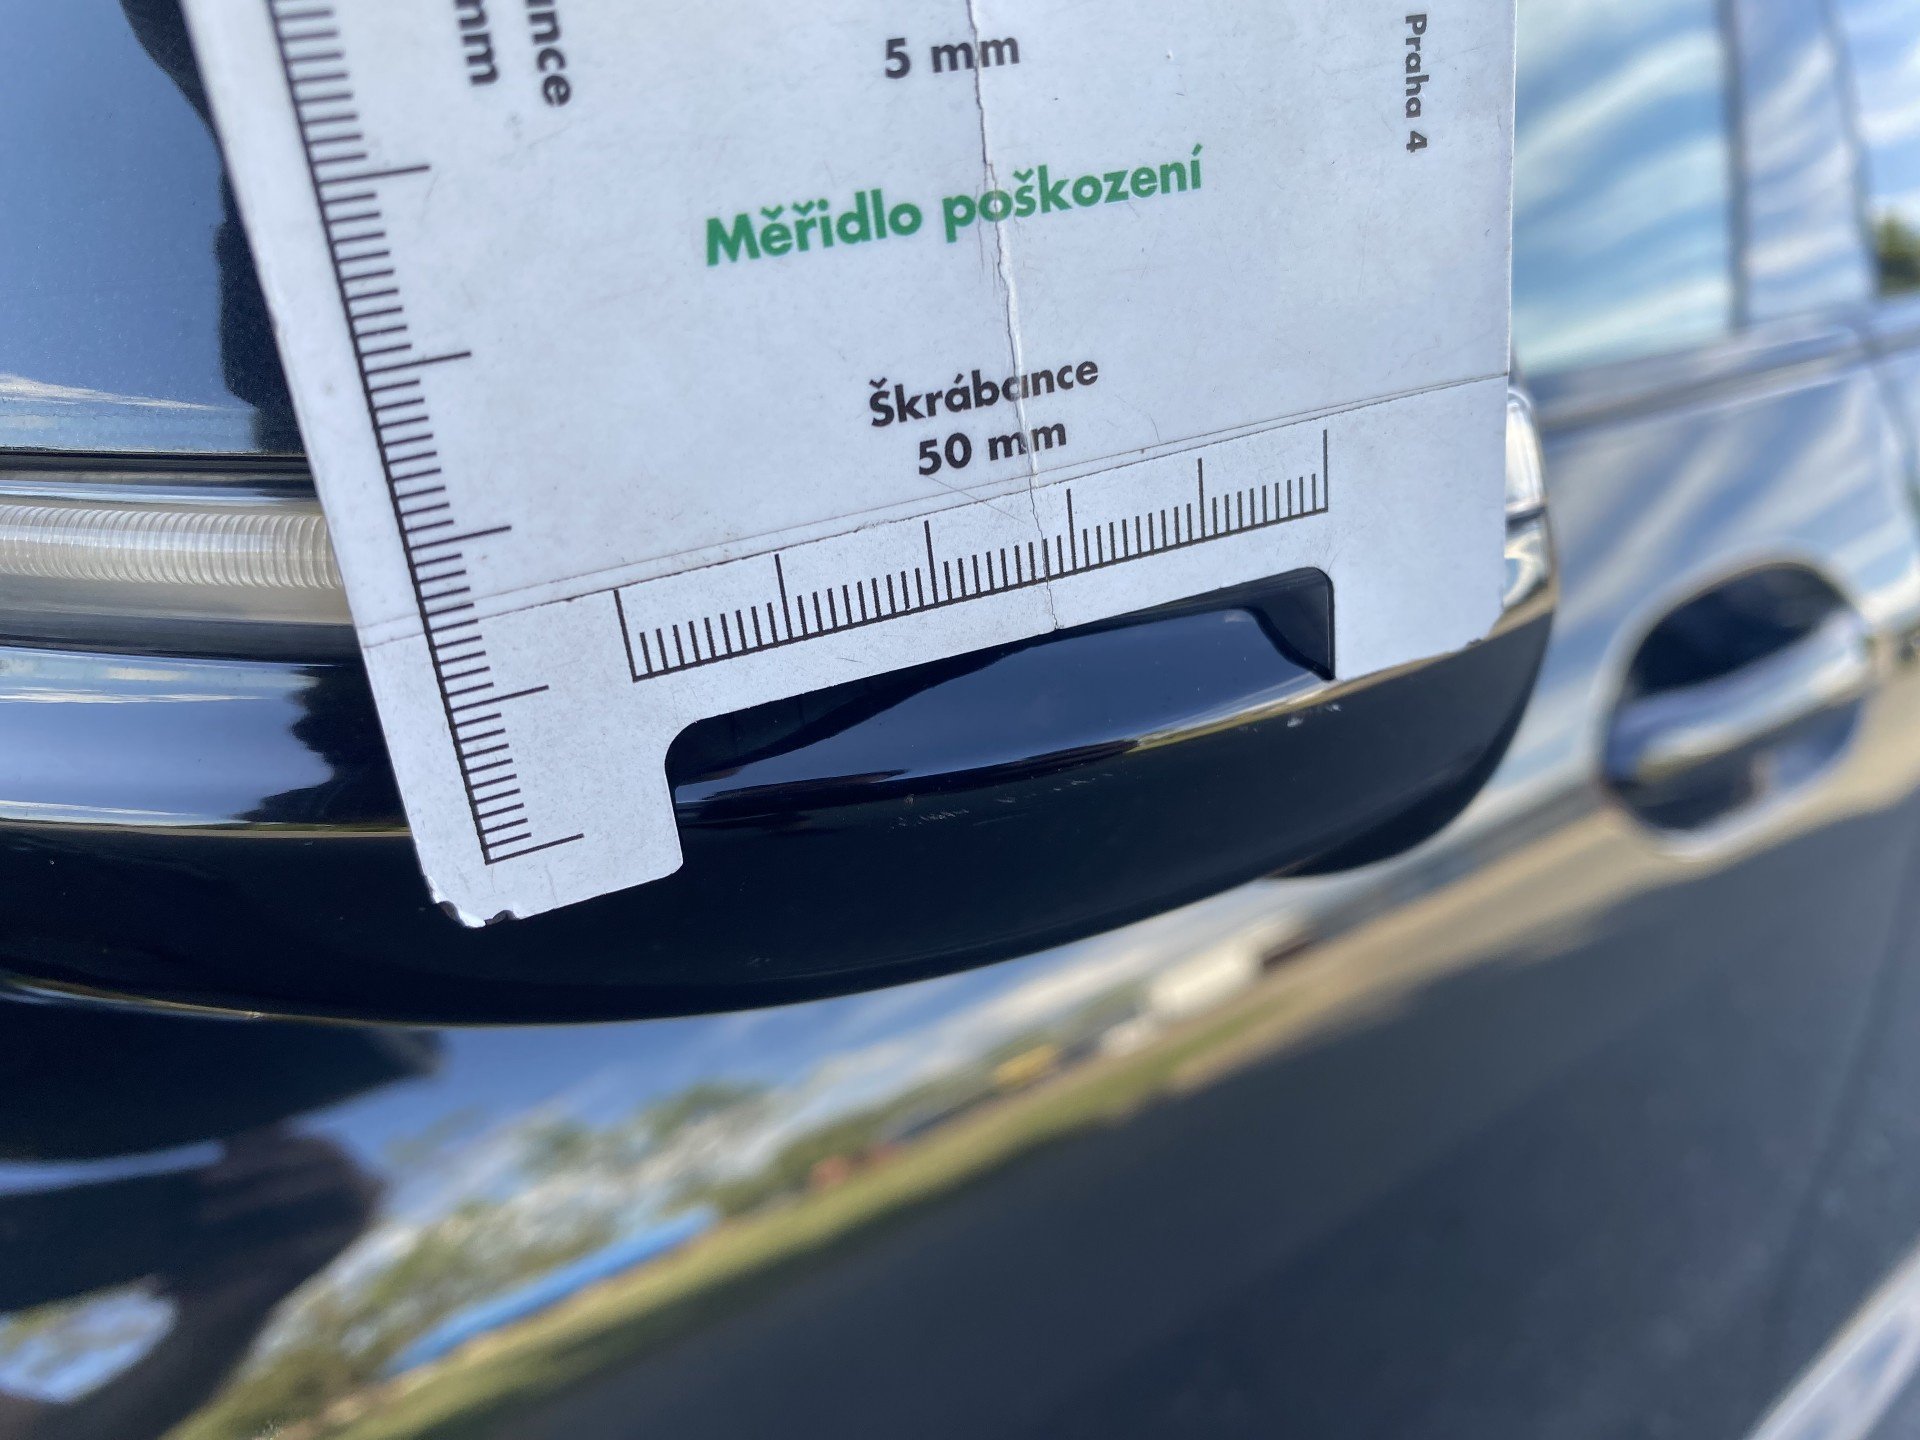 5 mm
Praha 4
Měřidlo poškození
Škrábance
50 mm